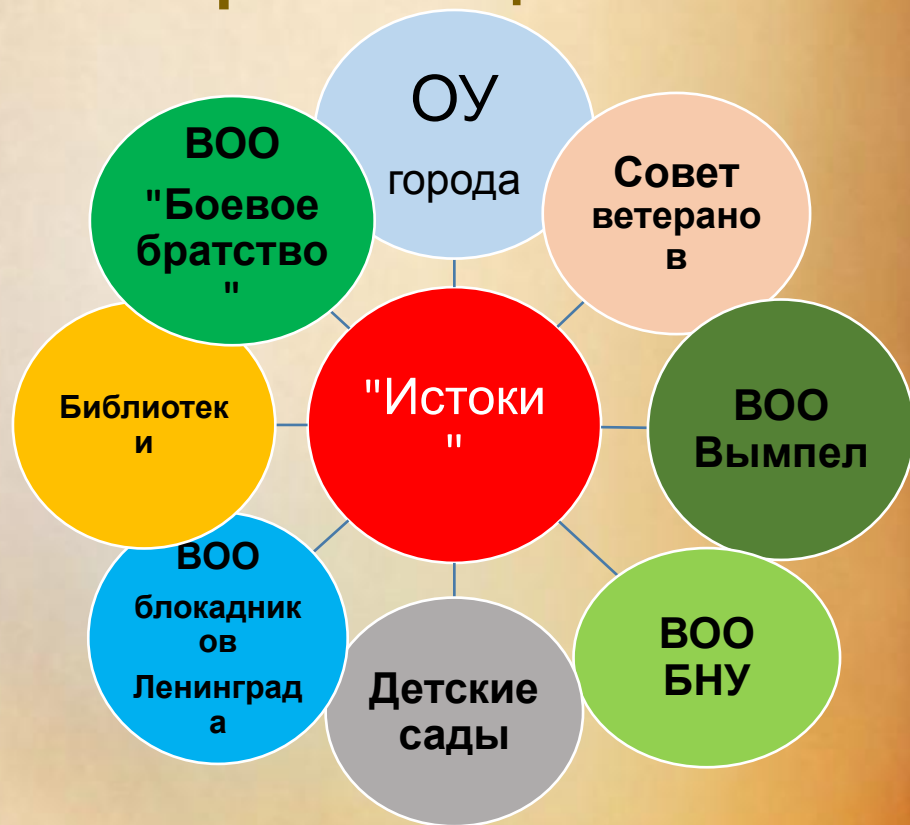 ОУ
города
Совет
ветерано
в
ВОО
Вымпел
ВОО
БНУ
Детские
сады
ВОО
блокадник
ов
Ленинград
а
Библиотек
и
ВОО
"Боевое
братство
"
"Истоки
"